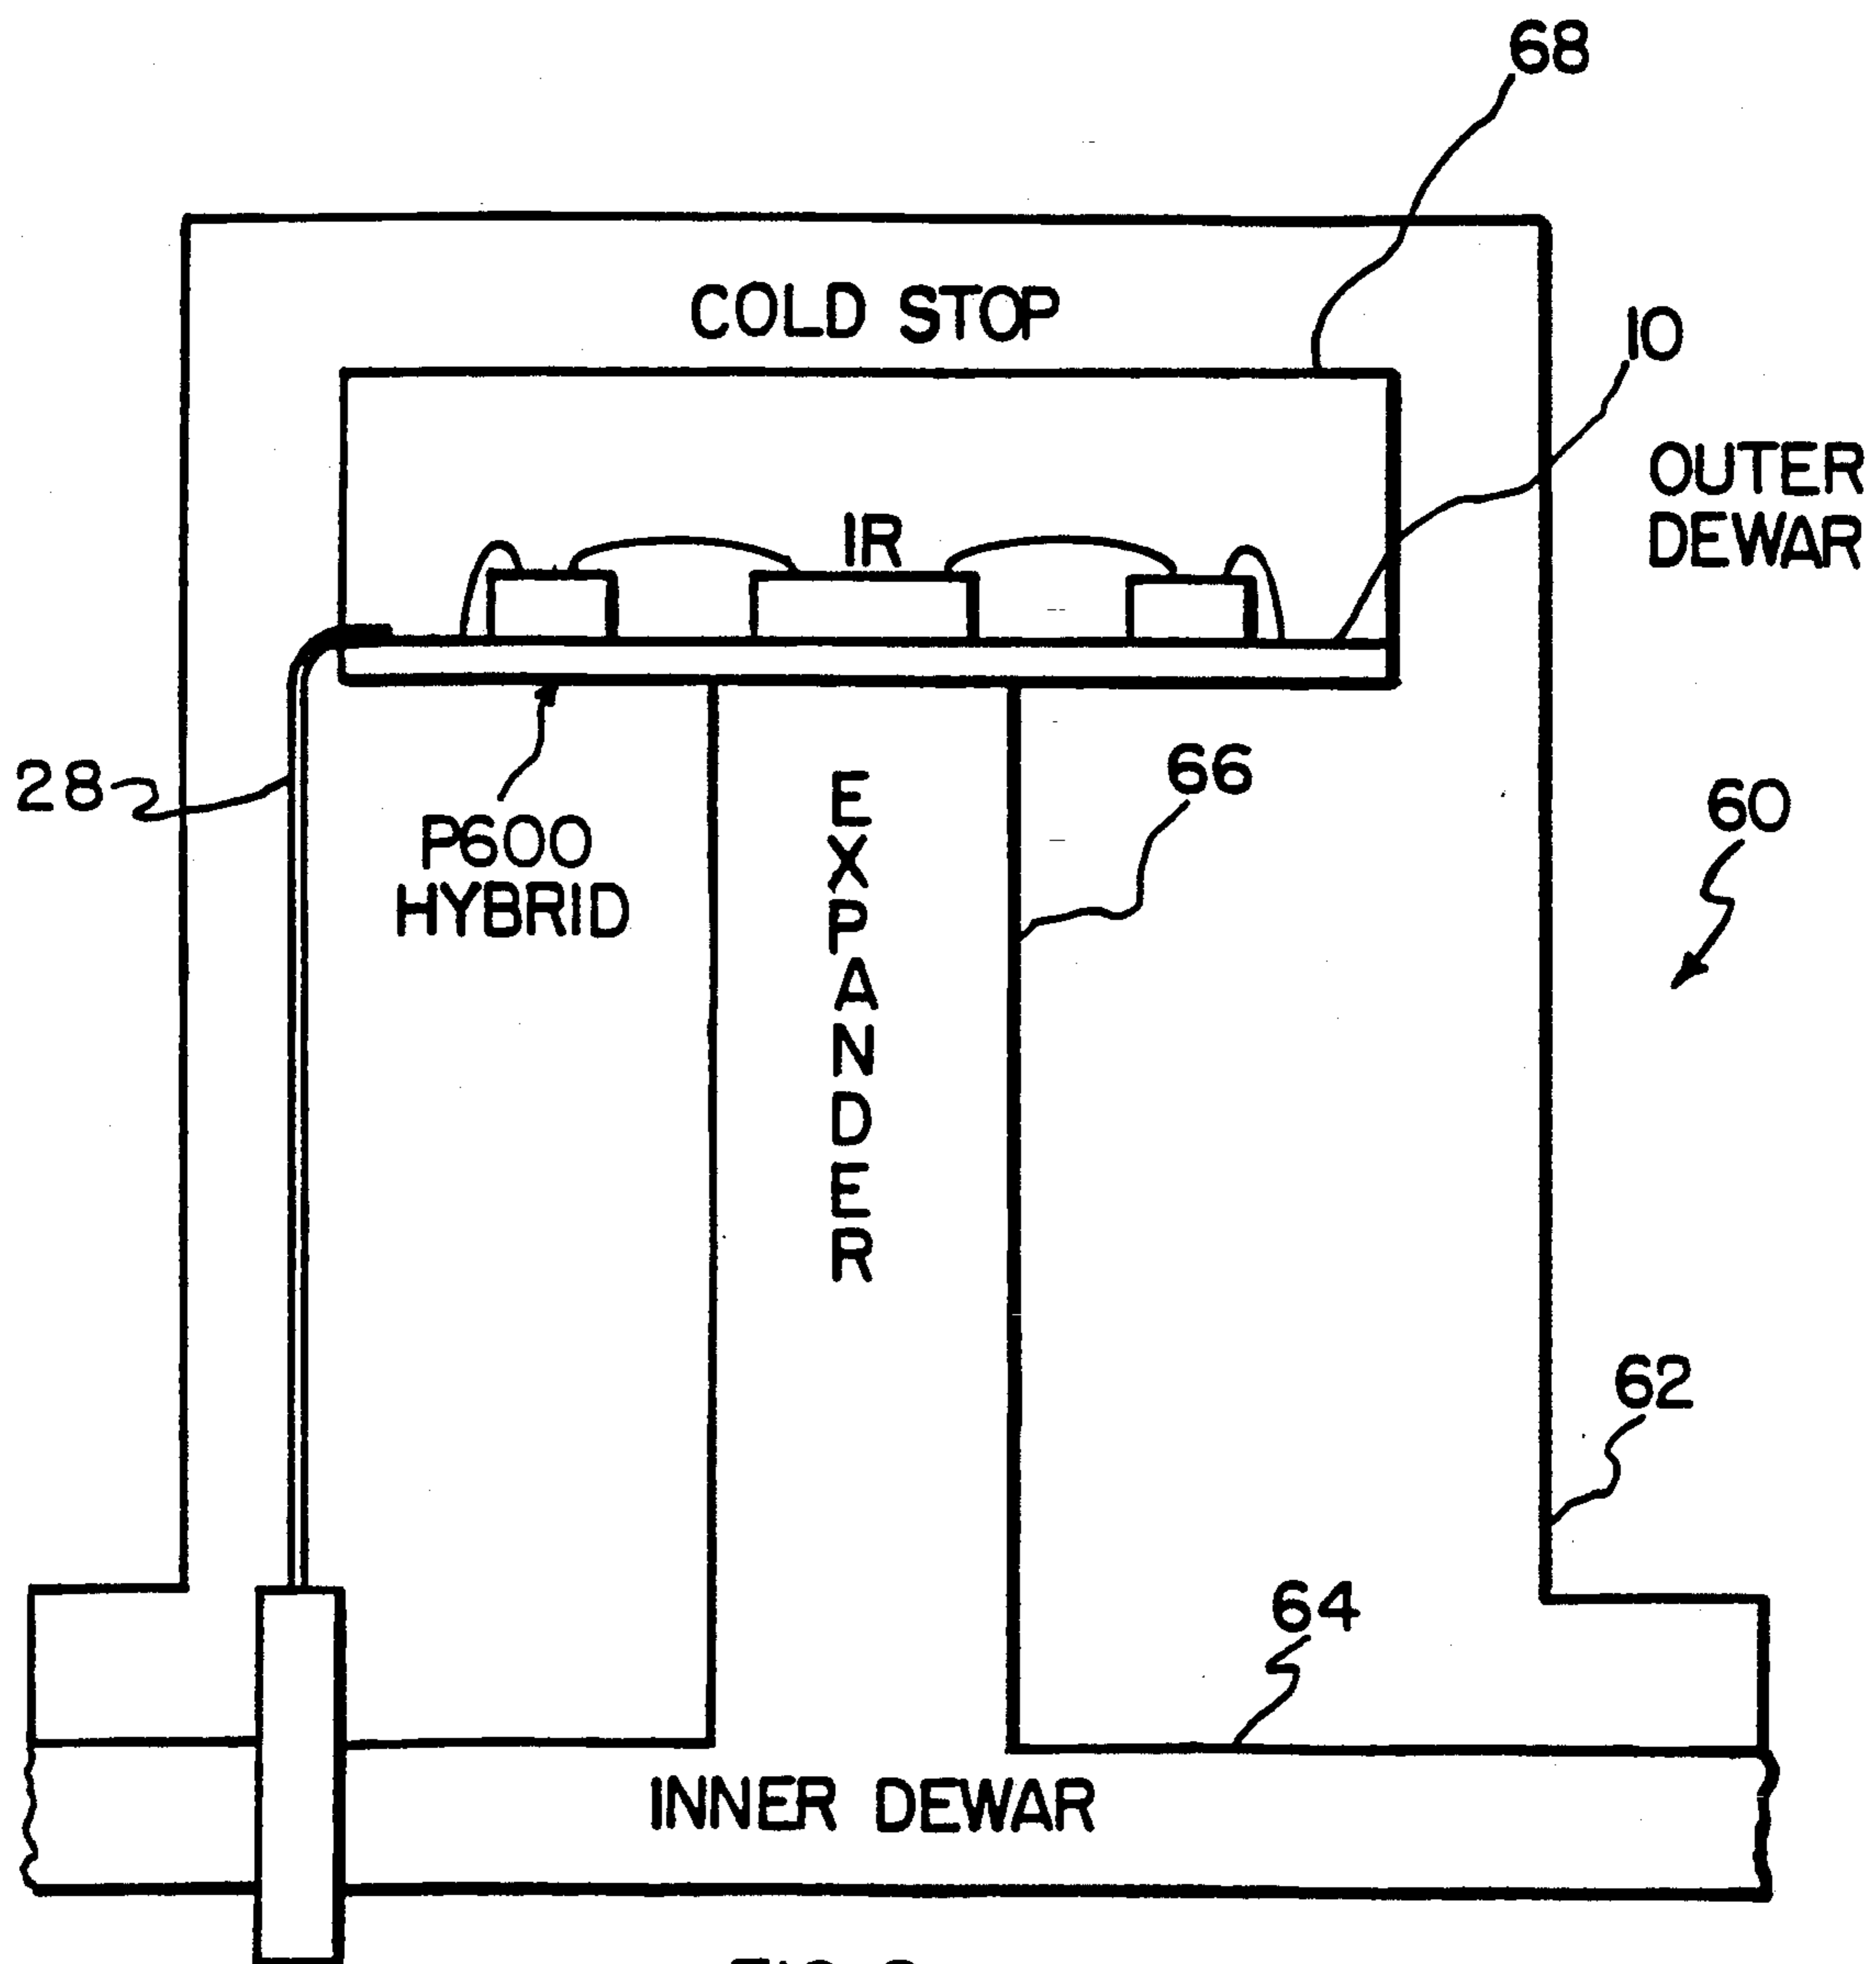 68
COLD STOP
10
OUTER
DEWAR
IR
28
P600
HYBRID
66
60
EXPANDER
62
64
INNER DEWAR